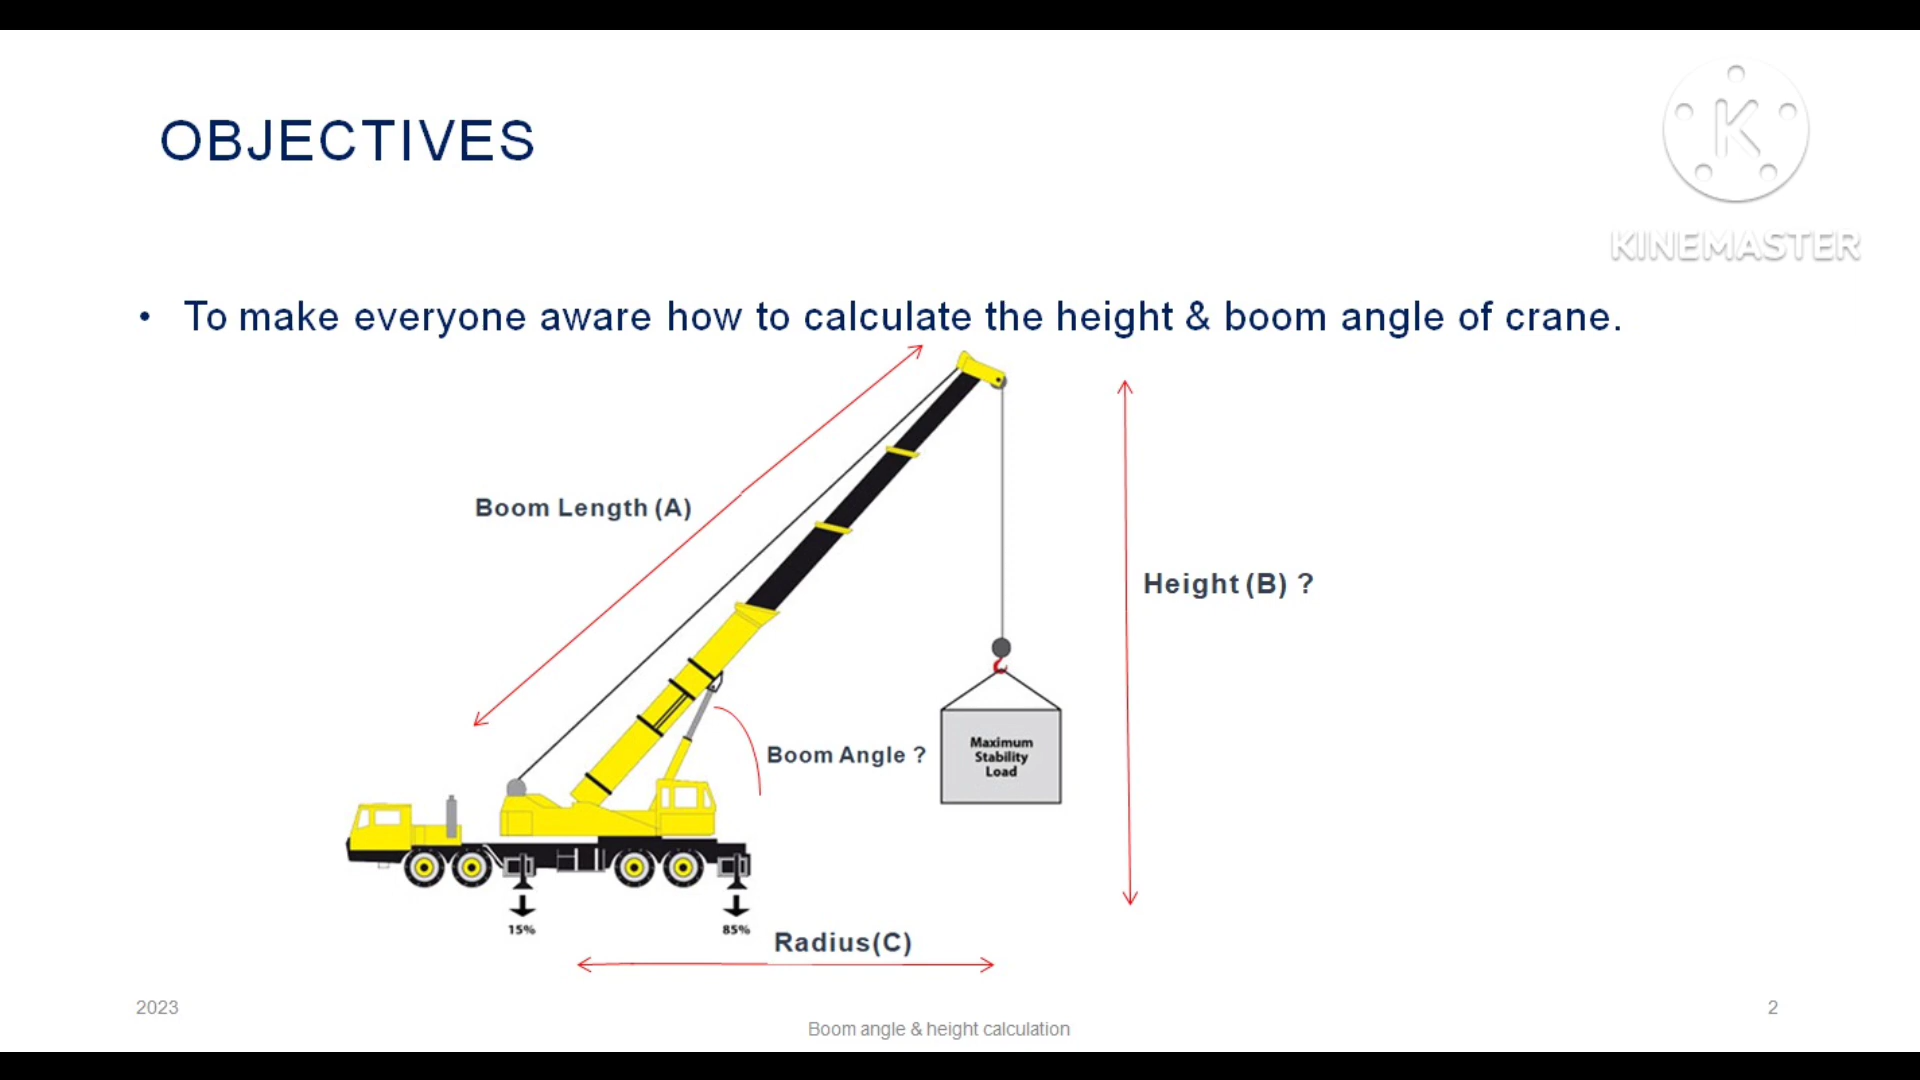 OBJECTIVES
K
KINEMASTER
• To make everyone aware how to calculate the height & boom angle of crane.
Boom Length (A)
Height (B) ?
Boom Angle ?
Maximum
Stability
Load
15%
85%
Radius(C)
2023
2
Boom angle & height calculation